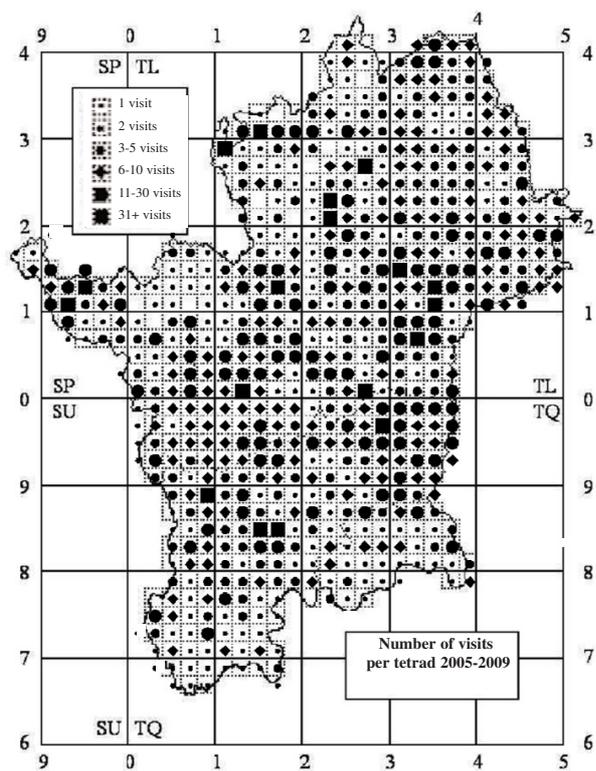 9 0 1 2 3 4 5
4 SP TL 4
1 visit
2 visits
3-5 visits
6-10 visits
11-30 visits
31+ visits
3 3
2 2
1 1
SP TL
0 0
SU TQ
9 9
8 8
Number of visits
per tetrad 2005-2009
7 7
SU TQ
6 6
9 0 1 2 3 4 5